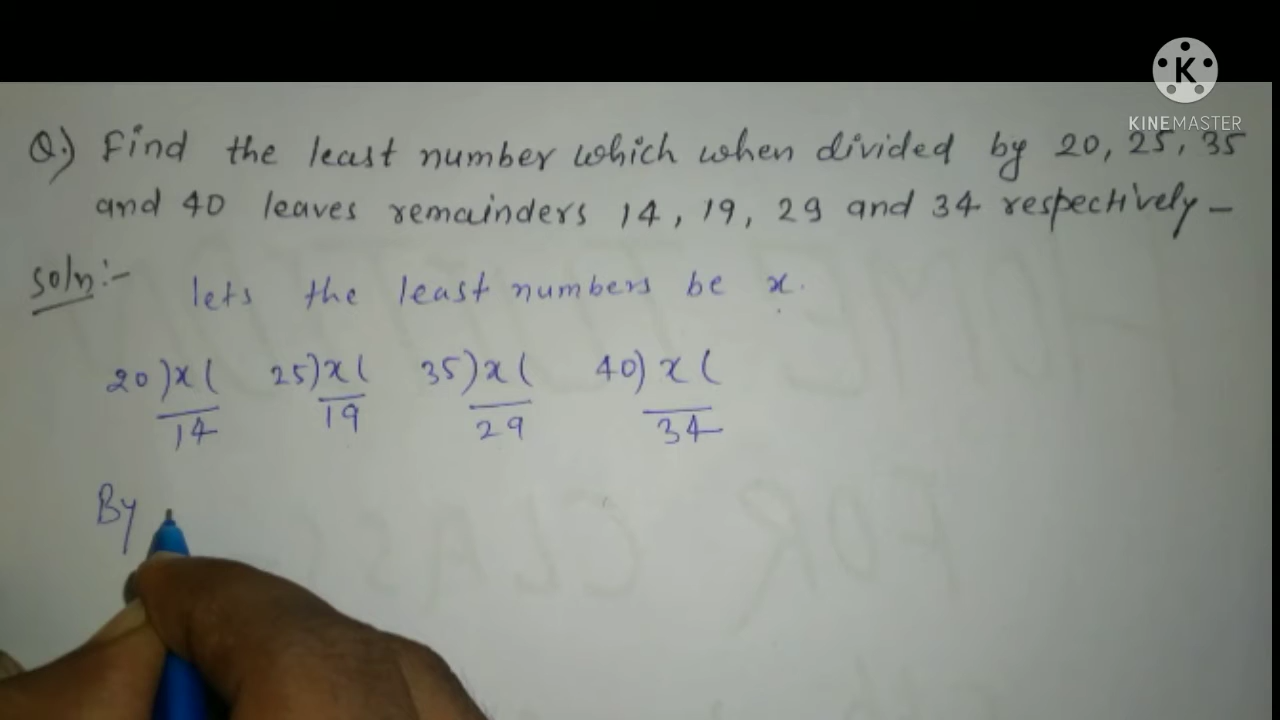 KINEMASTER
Q.) Find the least number which when divided by 20, 25, 35
and 40 leaves remainders 14, 19, 29 and 34 respectively -
Soln:- lets the least numbers be x.
20)x( 25)x( 35)x( 40)x(
14 19 29 34
By